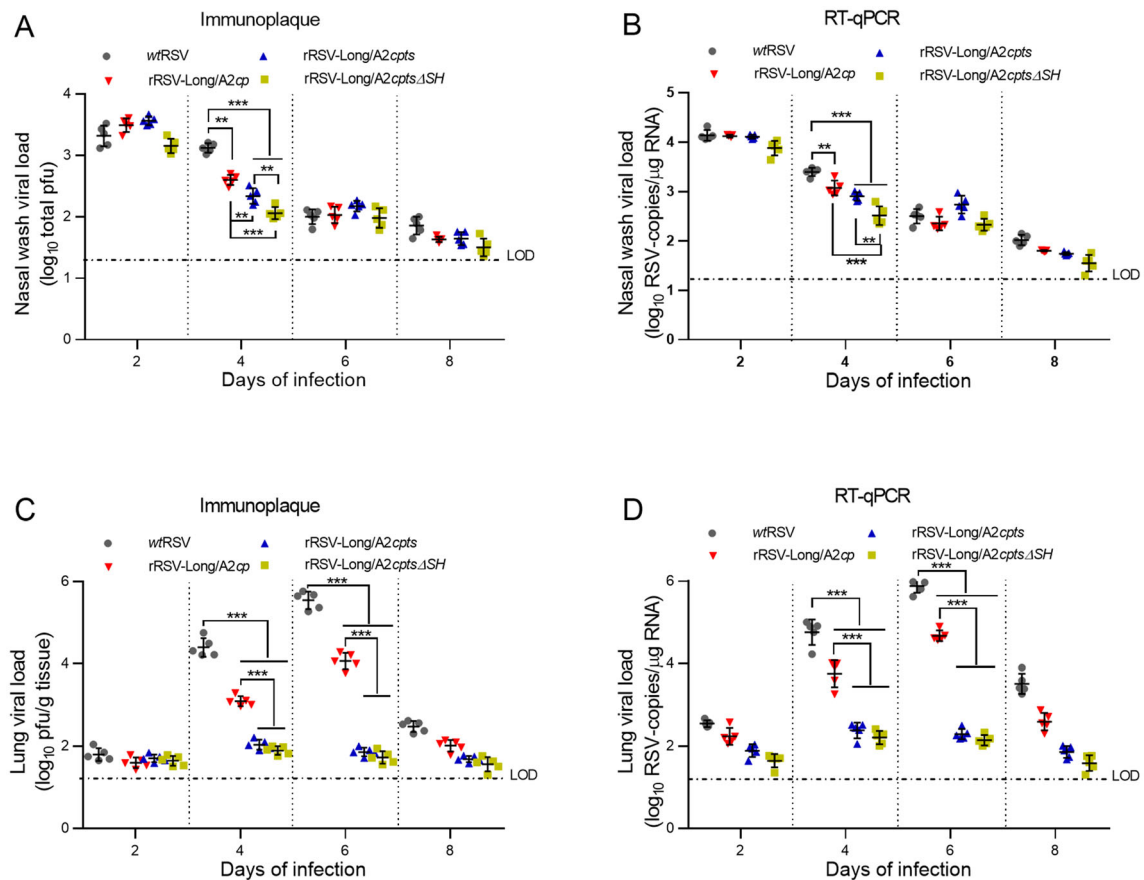 A
Immunoplaque
wtRSV
rRSV-Long/A2cpts
rRSV-Long/A2cp
rRSV-Long/A2cptsΔSH
Nasal wash viral load
(log10 total pfu)
4
3
2
1
0
***
**
**
**
***
LOD
2 4 6 8
Days of infection
B
RT-qPCR
wtRSV
rRSV-Long/A2cpts
rRSV-Long/A2cp
rRSV-Long/A2cptsΔSH
Nasal wash viral load
(log10 RSV-copies/µg RNA)
5
4
3
2
1
0
***
**
**
***
LOD
2 4 6 8
Days of infection
C
Immunoplaque
wtRSV
rRSV-Long/A2cpts
rRSV-Long/A2cp
rRSV-Long/A2cptsΔSH
Lung viral load
(log10 pfu/g tissue)
6
4
2
0
***
***
***
***
LOD
2 4 6 8
Days of infection
D
RT-qPCR
wtRSV
rRSV-Long/A2cpts
rRSV-Long/A2cp
rRSV-Long/A2cptsΔSH
Lung viral load
(log10 RSV-copies/µg RNA)
6
4
2
0
***
***
***
***
LOD
2 4 6 8
Days of infection